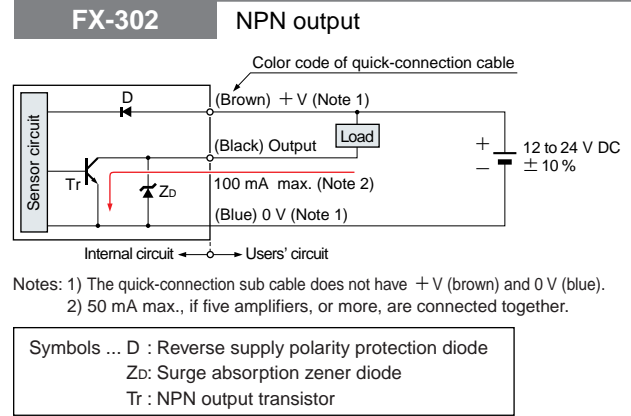 FX-302 NPN output
Color code of quick-connection cable
D
(Brown) +V (Note 1)
Sensor circuit
(Black) Output
Load
+
−
12 to 24 V DC
± 10 %
Tr
ZD
100 mA max. (Note 2)
(Blue) 0 V (Note 1)
Internal circuit Users' circuit
Notes: 1) The quick-connection sub cable does not have +V (brown) and 0 V (blue).
2) 50 mA max., if five amplifiers, or more, are connected together.
Symbols ... D : Reverse supply polarity protection diode
ZD: Surge absorption zener diode
Tr : NPN output transistor